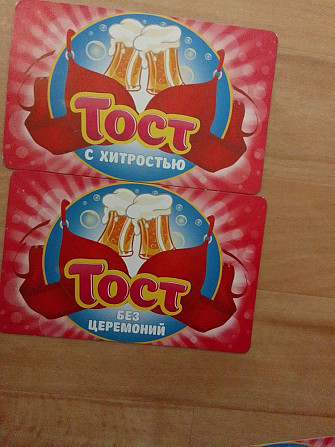 Тост
с хитростью
Тост
без
церемоний